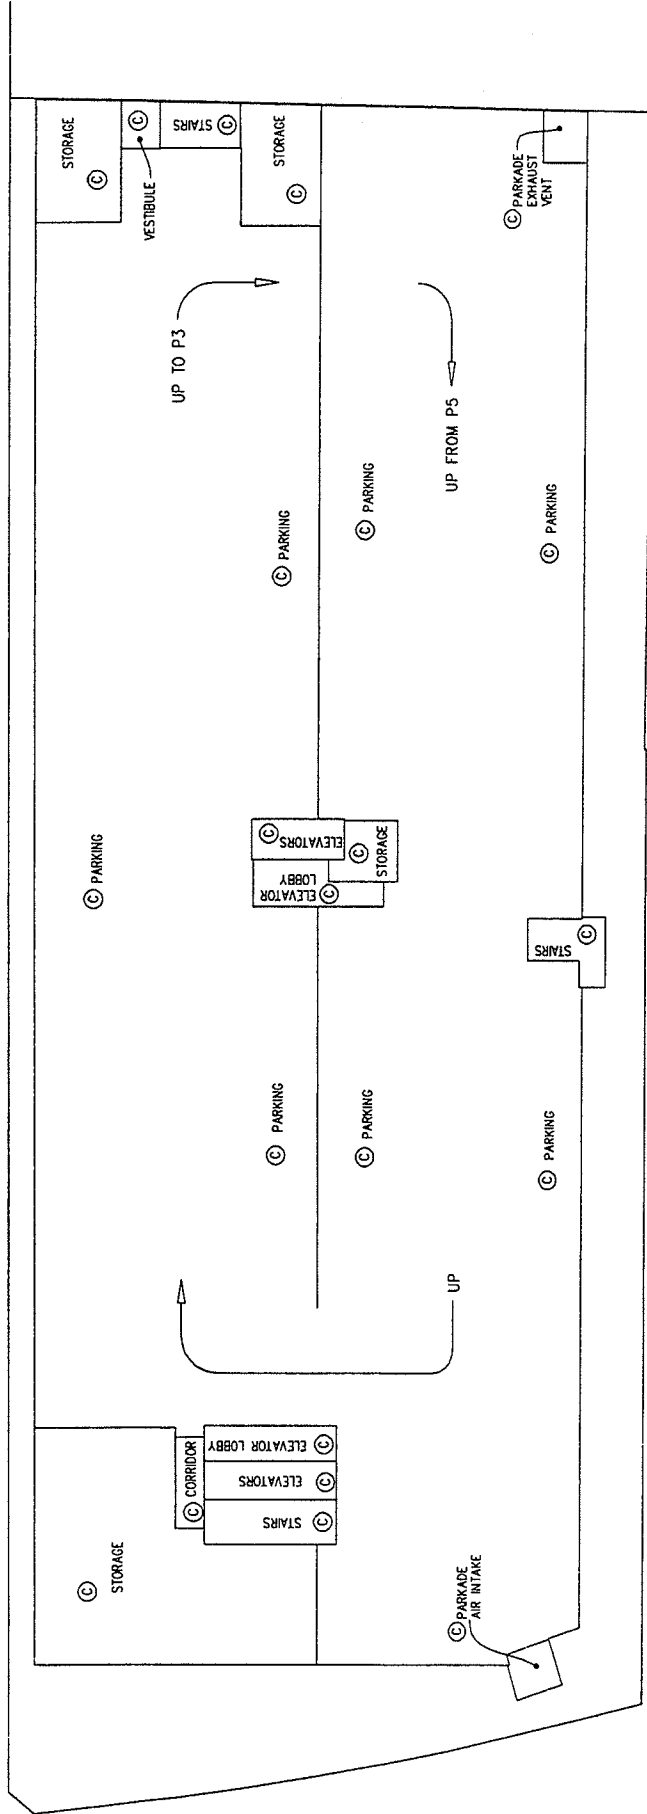 STORAGE
Ⓒ
Ⓒ
STORAGE
Ⓒ PARKING
VESTIBULE
Ⓒ
UP TO P3
Ⓒ CORRIDOR
STAIRS Ⓒ
STAIRS Ⓒ
ELEVATORS Ⓒ
ELEVATOR LOBBY Ⓒ
Ⓒ PARKING
Ⓒ PARKING
STORAGE
Ⓒ
ELEVATOR
LOBBY
Ⓒ
ELEVATORS
Ⓒ
Ⓒ
STORAGE
Ⓒ PARKING
Ⓒ PARKING
UP
UP FROM P5
Ⓒ PARKADE
AIR INTAKE
Ⓒ PARKADE
EXHAUST
VENT
Ⓒ PARKING
STAIRS
Ⓒ
Ⓒ PARKING